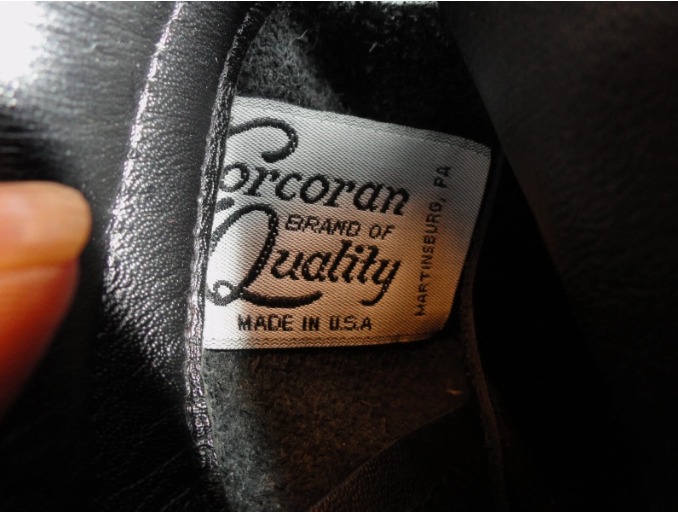 Corcoran
BRAND OF
Quality
MADE IN U.S.A
MARTINSBURG, PA